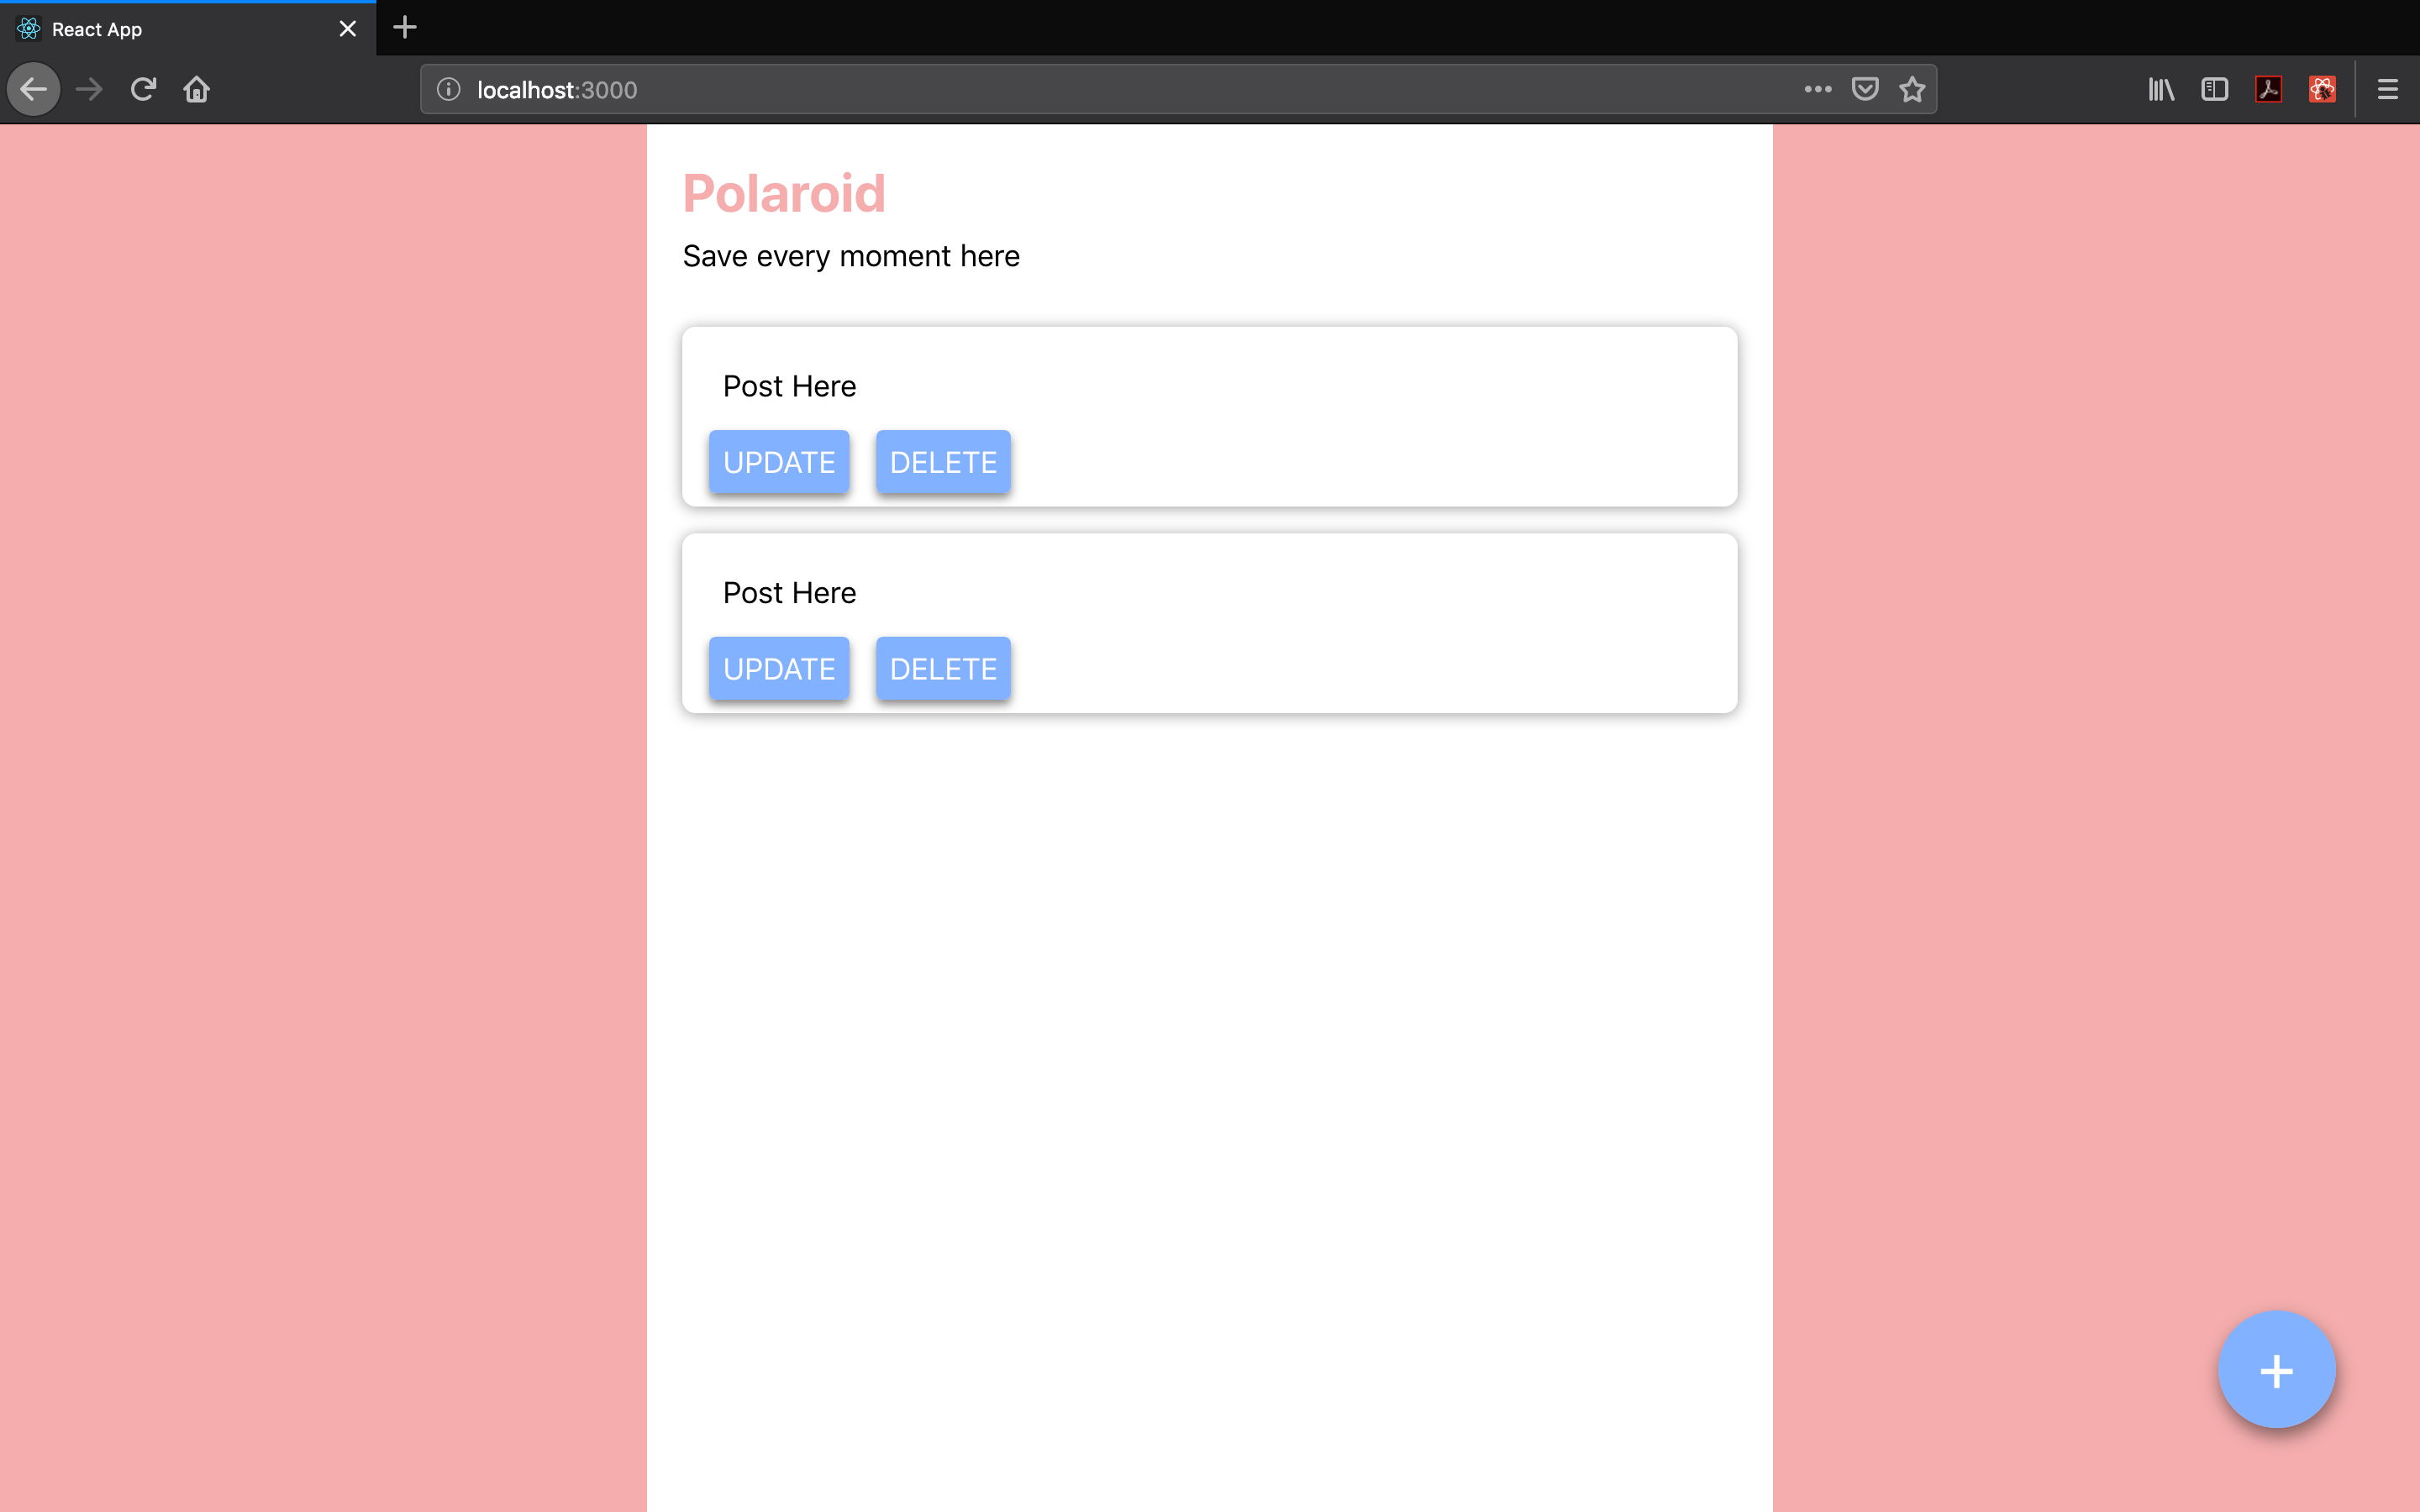 React App
localhost:3000
Polaroid
Save every moment here
Post Here
UPDATE DELETE
Post Here
UPDATE DELETE
+